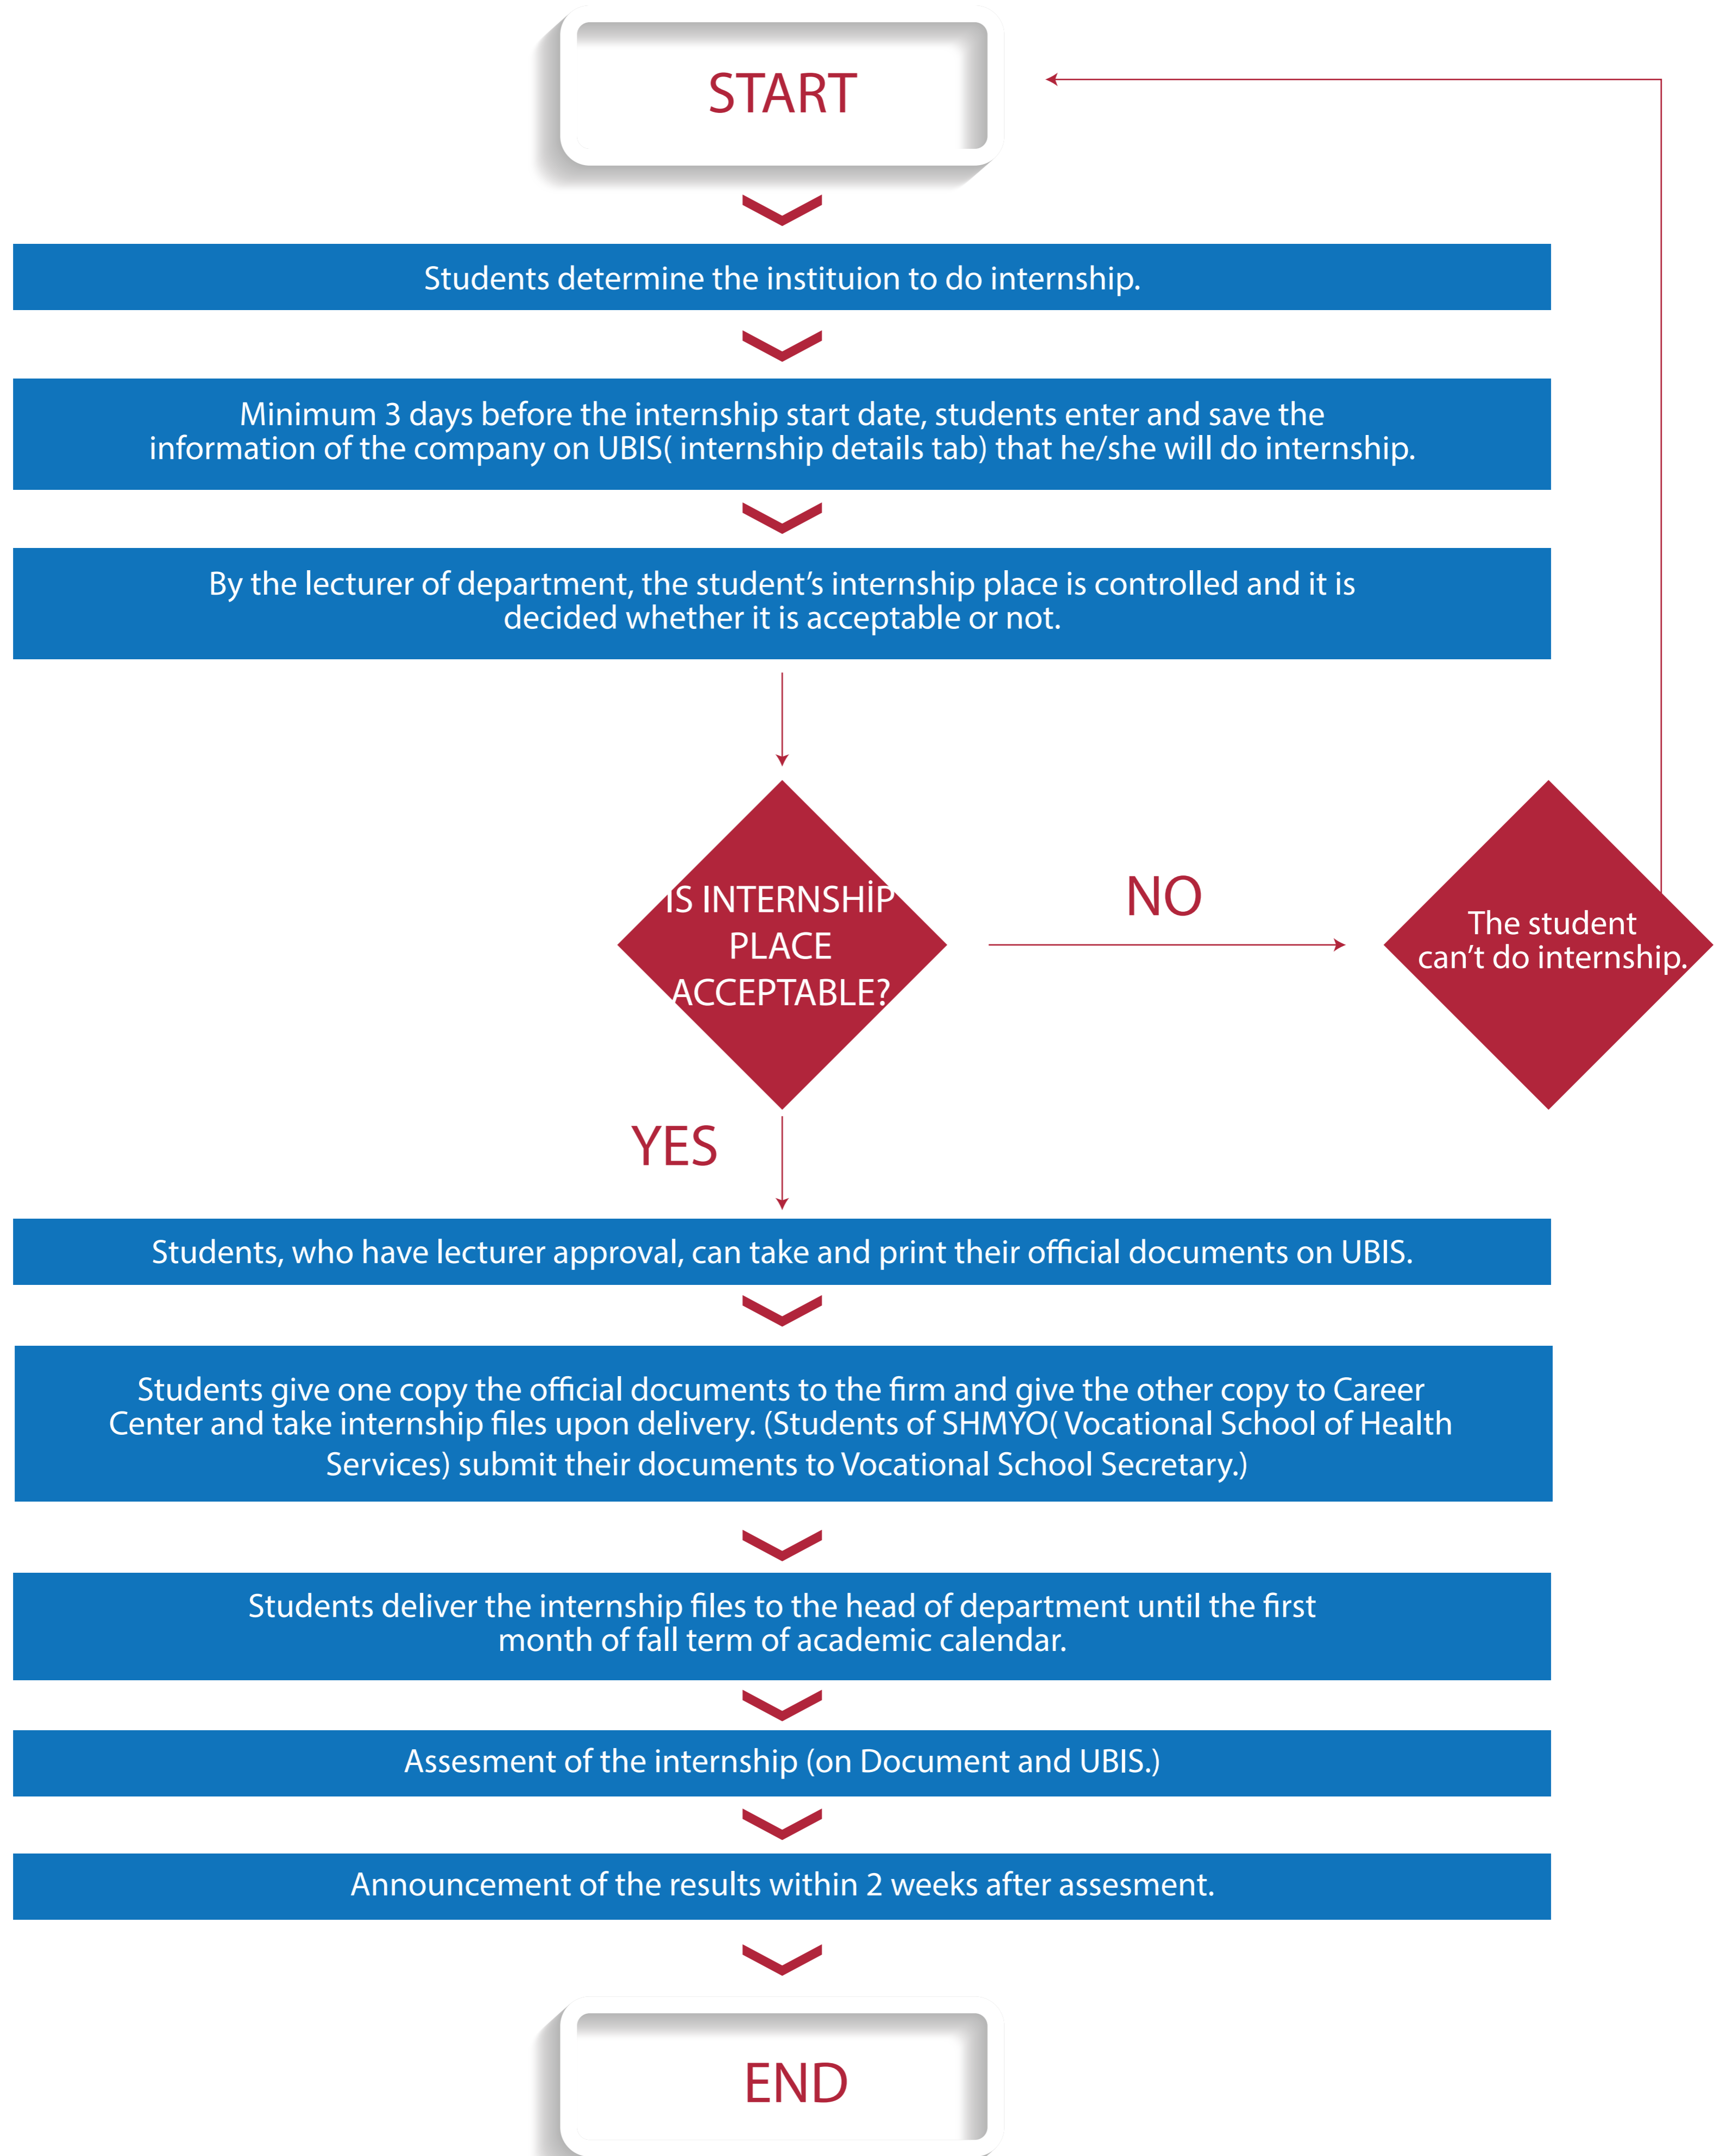 START
Students determine the instituion to do internship.
Minimum 3 days before the internship start date, students enter and save the
information of the company on UBIS( internship details tab) that he/she will do internship.
By the lecturer of department, the student’s internship place is controlled and it is
decided whether it is acceptable or not.
IS INTERNSHİP
PLACE
ACCEPTABLE?
NO
The student
can’t do internship.
YES
Students, who have lecturer approval, can take and print their official documents on UBIS.
Students give one copy the official documents to the firm and give the other copy to Career
Center and take internship files upon delivery. (Students of SHMYO( Vocational School of Health
Services) submit their documents to Vocational School Secretary.)
Students deliver the internship files to the head of department until the first
month of fall term of academic calendar.
Assesment of the internship (on Document and UBIS.)
Announcement of the results within 2 weeks after assesment.
END